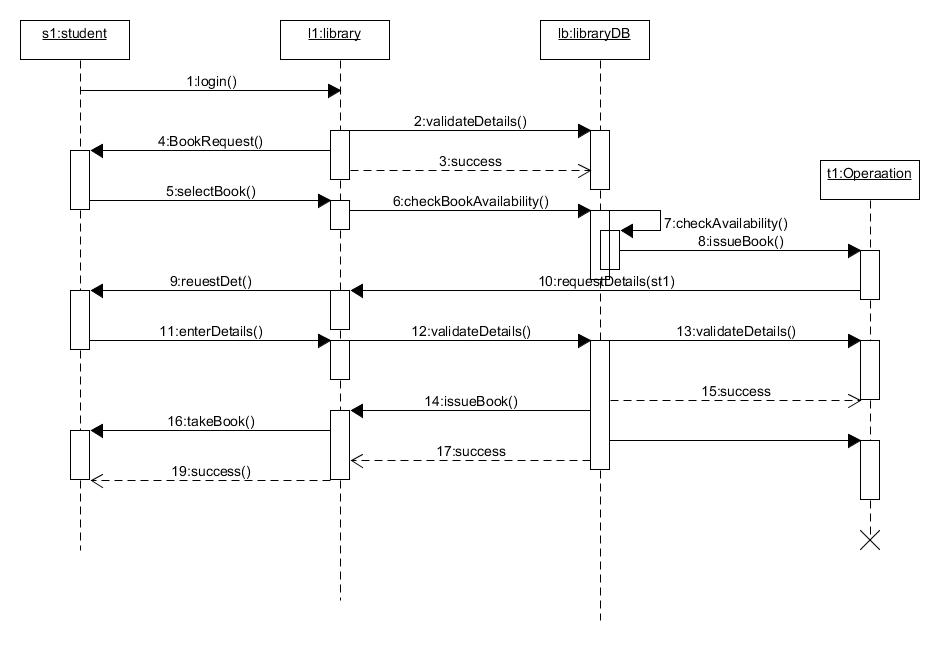 s1:student
l1:library
lb:libraryDB
1:login()
2:validateDetails()
4:BookRequest()
3:success
t1:Operaation
5:selectBook()
6:checkBookAvailability()
7:checkAvailability()
8:issueBook()
9:reuestDet()
10:requestDetails(st1)
11:enterDetails()
12:validateDetails()
13:validateDetails()
15:success
14:issueBook()
16:takeBook()
17:success
19:success()